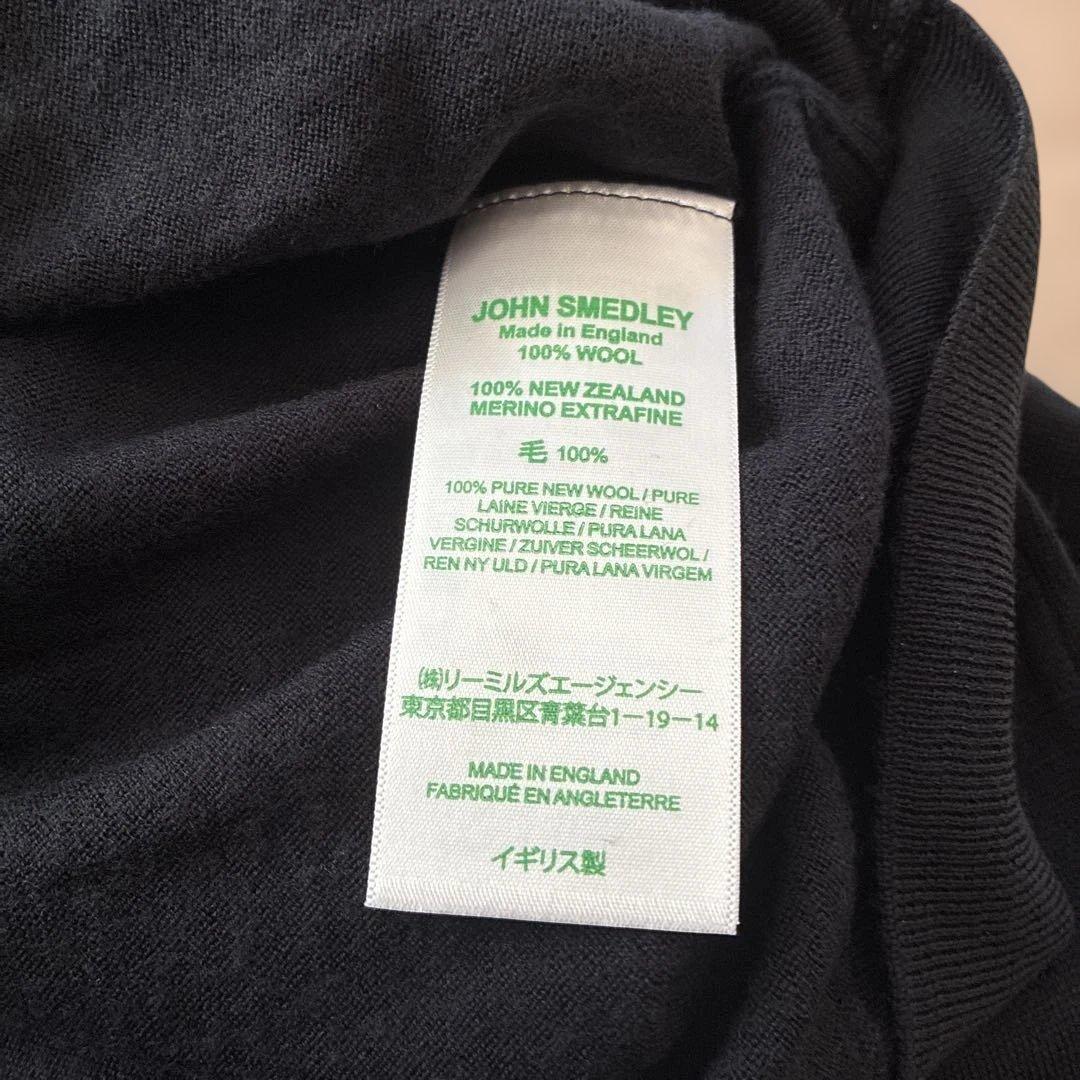 JOHN SMEDLEY
Made in England
100% WOOL
100% NEW ZEALAND
MERINO EXTRAFINE
毛 100%
100% PURE NEW WOOL / PURE
LAINE VIERGE / REINE
SCHURWOLLE / PURA LANA
VERGINE / ZUIVER SCHEERWOL /
REN NY ULD / PURA LANA VIRGEM
㈱リーミルズエージェンシー
東京都目黒区青葉台1ー19ー14
MADE IN ENGLAND
FABRIQUÉ EN ANGLETERRE
イギリス製